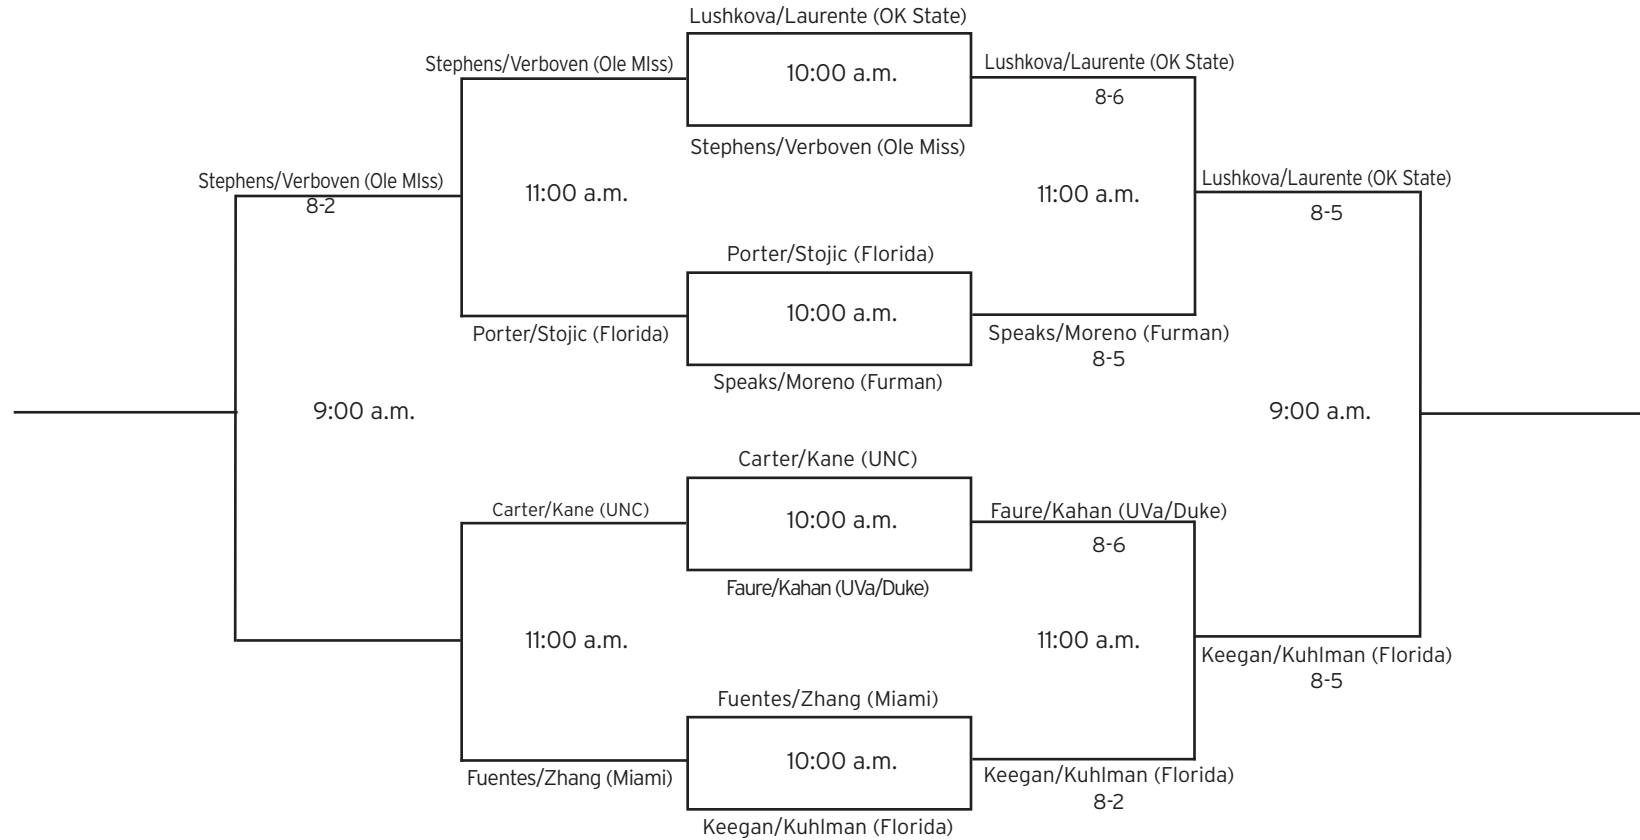 Lushkova/Laurente (OK State)
Stephens/Verboven (Ole MIss)
10:00 a.m.
Lushkova/Laurente (OK State)
8-6
Stephens/Verboven (Ole Miss)
Stephens/Verboven (Ole MIss)
8-2
11:00 a.m.
11:00 a.m.
Lushkova/Laurente (OK State)
8-5
Porter/Stojic (Florida)
10:00 a.m.
Porter/Stojic (Florida)
Speaks/Moreno (Furman)
8-5
Speaks/Moreno (Furman)
9:00 a.m.
9:00 a.m.
Carter/Kane (UNC)
Carter/Kane (UNC)
10:00 a.m.
Faure/Kahan (UVa/Duke)
8-6
Faure/Kahan (UVa/Duke)
11:00 a.m.
11:00 a.m.
Keegan/Kuhlman (Florida)
8-5
Fuentes/Zhang (Miami)
10:00 a.m.
Fuentes/Zhang (Miami)
Keegan/Kuhlman (Florida)
8-2
Keegan/Kuhlman (Florida)